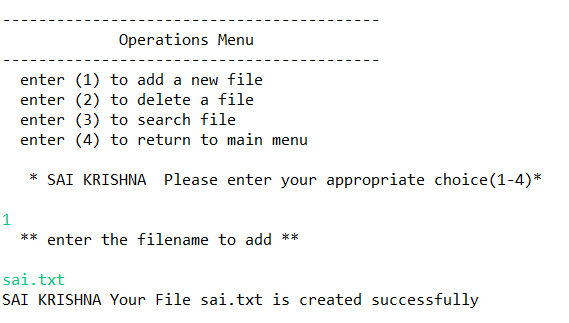 ------------------------------------------
Operations Menu
------------------------------------------
enter (1) to add a new file
enter (2) to delete a file
enter (3) to search file
enter (4) to return to main menu
* SAI KRISHNA  Please enter your appropriate choice(1-4)*
1
** enter the filename to add **
sai.txt
SAI KRISHNA Your File sai.txt is created successfully